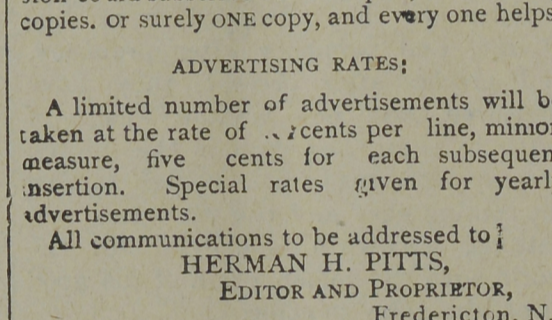 copies. Or surely ONE copy, and every one helps
ADVERTISING RATES:
A limited number of advertisements will b
taken at the rate of cents per line, minio
measure, five cents for each subsequen
insertion. Special rates given for yearl
advertisements.
All communications to be addressed to:
HERMAN H. PITTS,
EDITOR AND PROPRIETOR,
Fredericton, N.